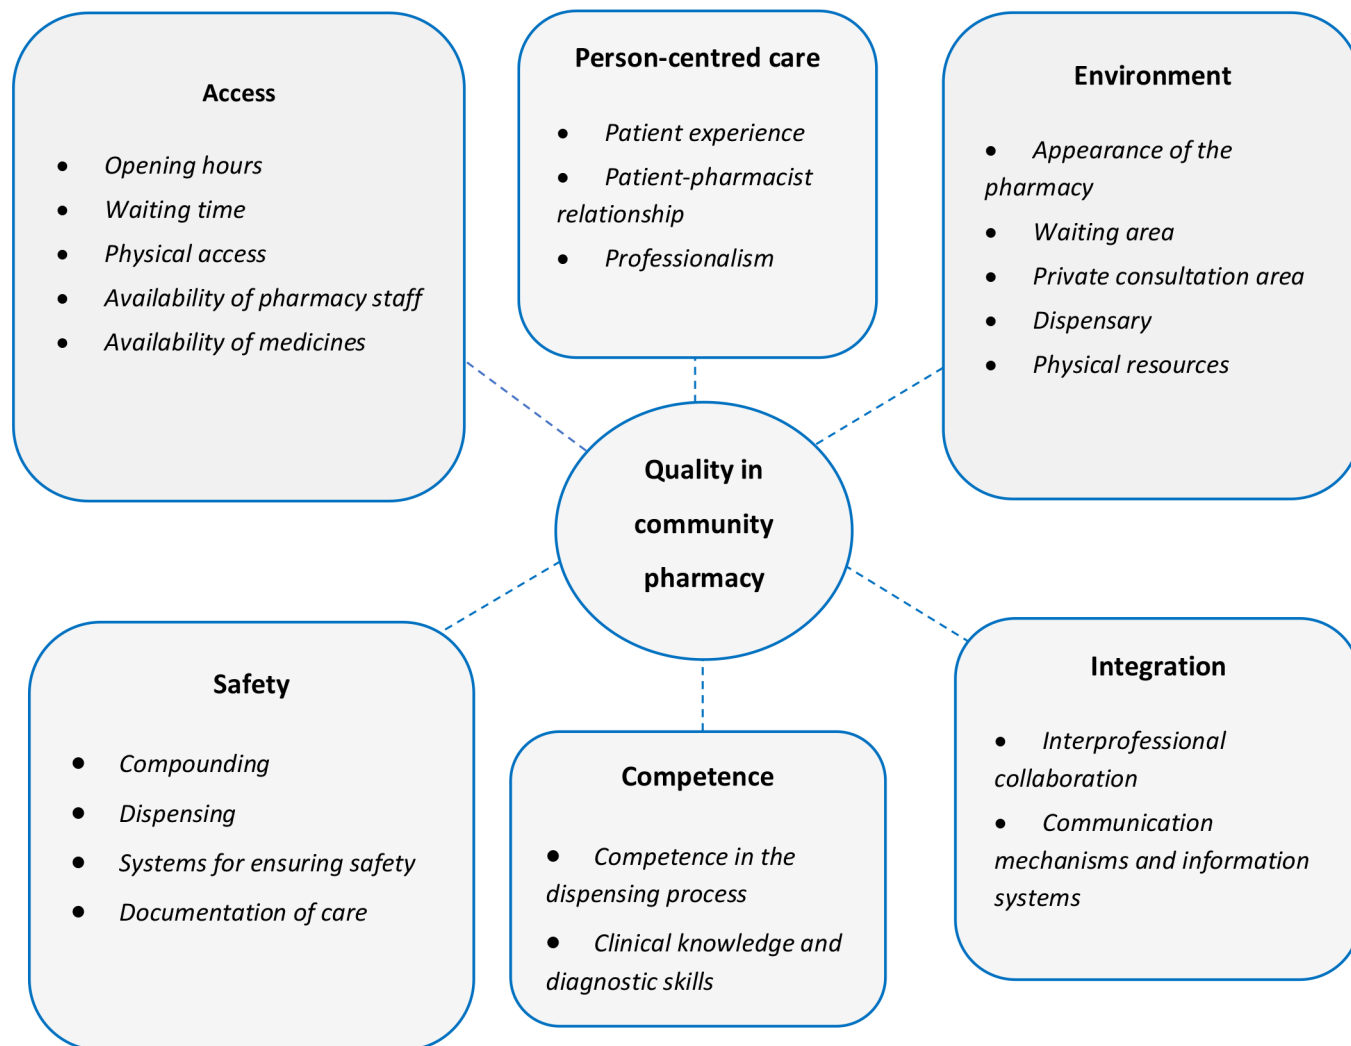 Access
• Opening hours
• Waiting time
• Physical access
• Availability of pharmacy staff
• Availability of medicines
Person-centred care
• Patient experience
• Patient-pharmacist
relationship
• Professionalism
Environment
• Appearance of the
pharmacy
• Waiting area
• Private consultation area
• Dispensary
• Physical resources
Quality in
community
pharmacy
Safety
• Compounding
• Dispensing
• Systems for ensuring safety
• Documentation of care
Competence
• Competence in the
dispensing process
• Clinical knowledge and
diagnostic skills
Integration
• Interprofessional
collaboration
• Communication
mechanisms and information
systems